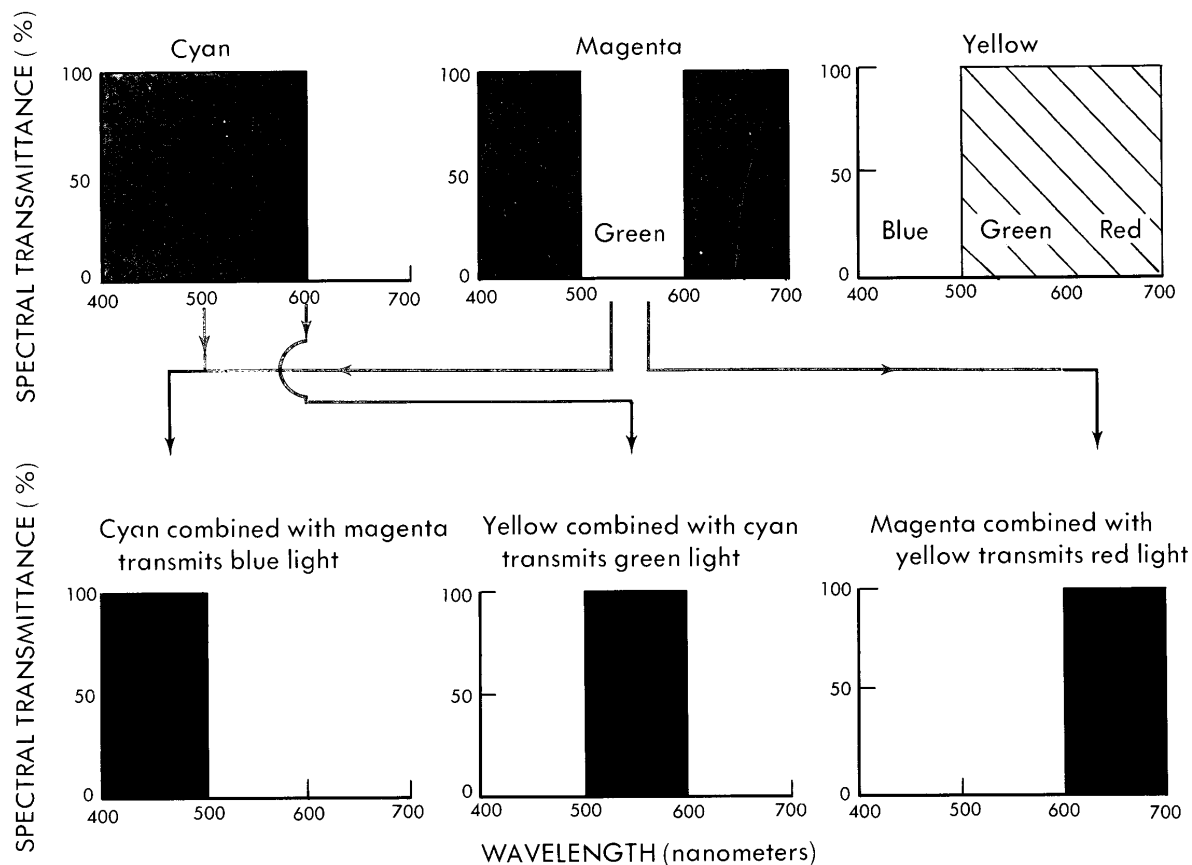 SPECTRAL TRANSMITTANCE (%)
Cyan
100
50
0
400 500 600 700
Magenta
100
50
0
Green
400 500 600 700
Yellow
100
50
0
Blue Green Red
400 500 600 700
SPECTRAL TRANSMITTANCE (%)
Cyan combined with magenta
transmits blue light
100
50
0
400 500 600 700
Yellow combined with cyan
transmits green light
100
50
0
400 500 600 700
Magenta combined with
yellow transmits red light
100
50
0
400 500 600 700
WAVELENGTH (nanometers)